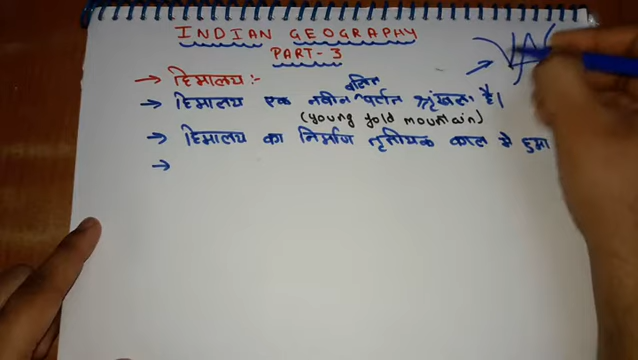 INDIAN GEOGRAPHY
PART-3
→ हिमालय :-
वलित
→ हिमालय एक नवीन ^ पर्वत श्रृंखला है।
(young fold mountain)
→ हिमालय का निर्माण तृतीयक काल मे हुआ
→